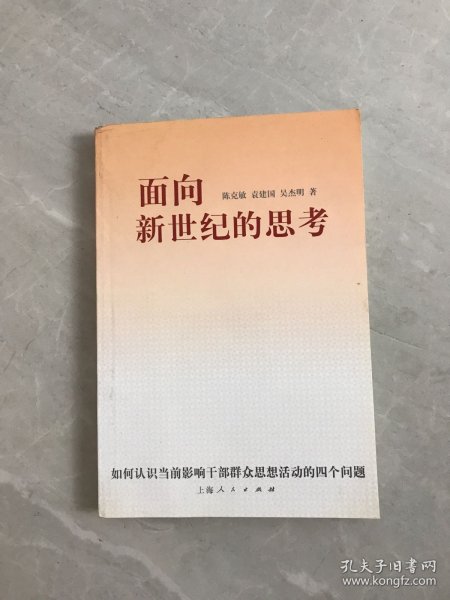 面向
陈克敏 袁建国 吴杰明 著
新世纪的思考
如何认识当前影响干部群众思想活动的四个问题
上海人民出版社
孔夫子旧书网
www.kongfz.com